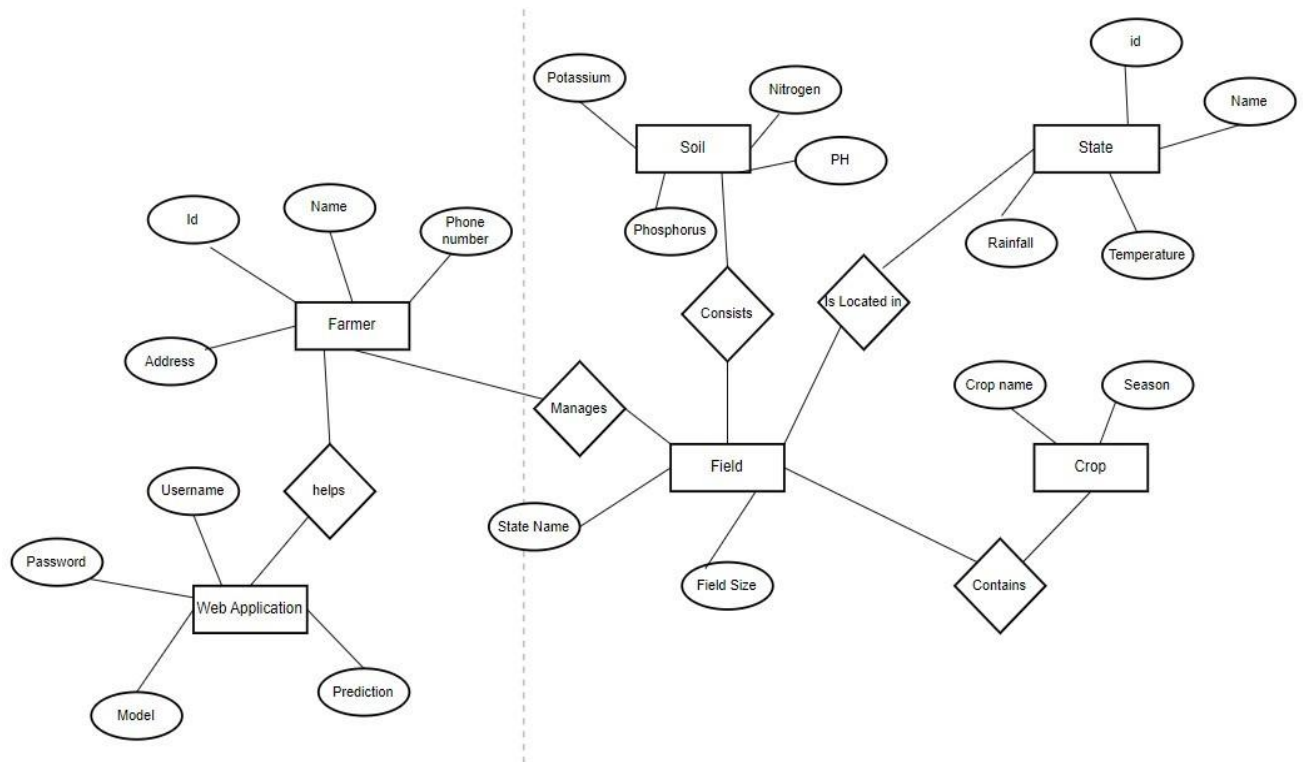 id
Potassium
Nitrogen
Name
Soil
State
PH
Id
Name
Phone
number
Phosphorus
Rainfall
Temperature
Is Located in
Consists
Farmer
Address
Crop name
Season
Manages
Field
Crop
Username
helps
State Name
Password
Field Size
Contains
Web Application
Prediction
Model